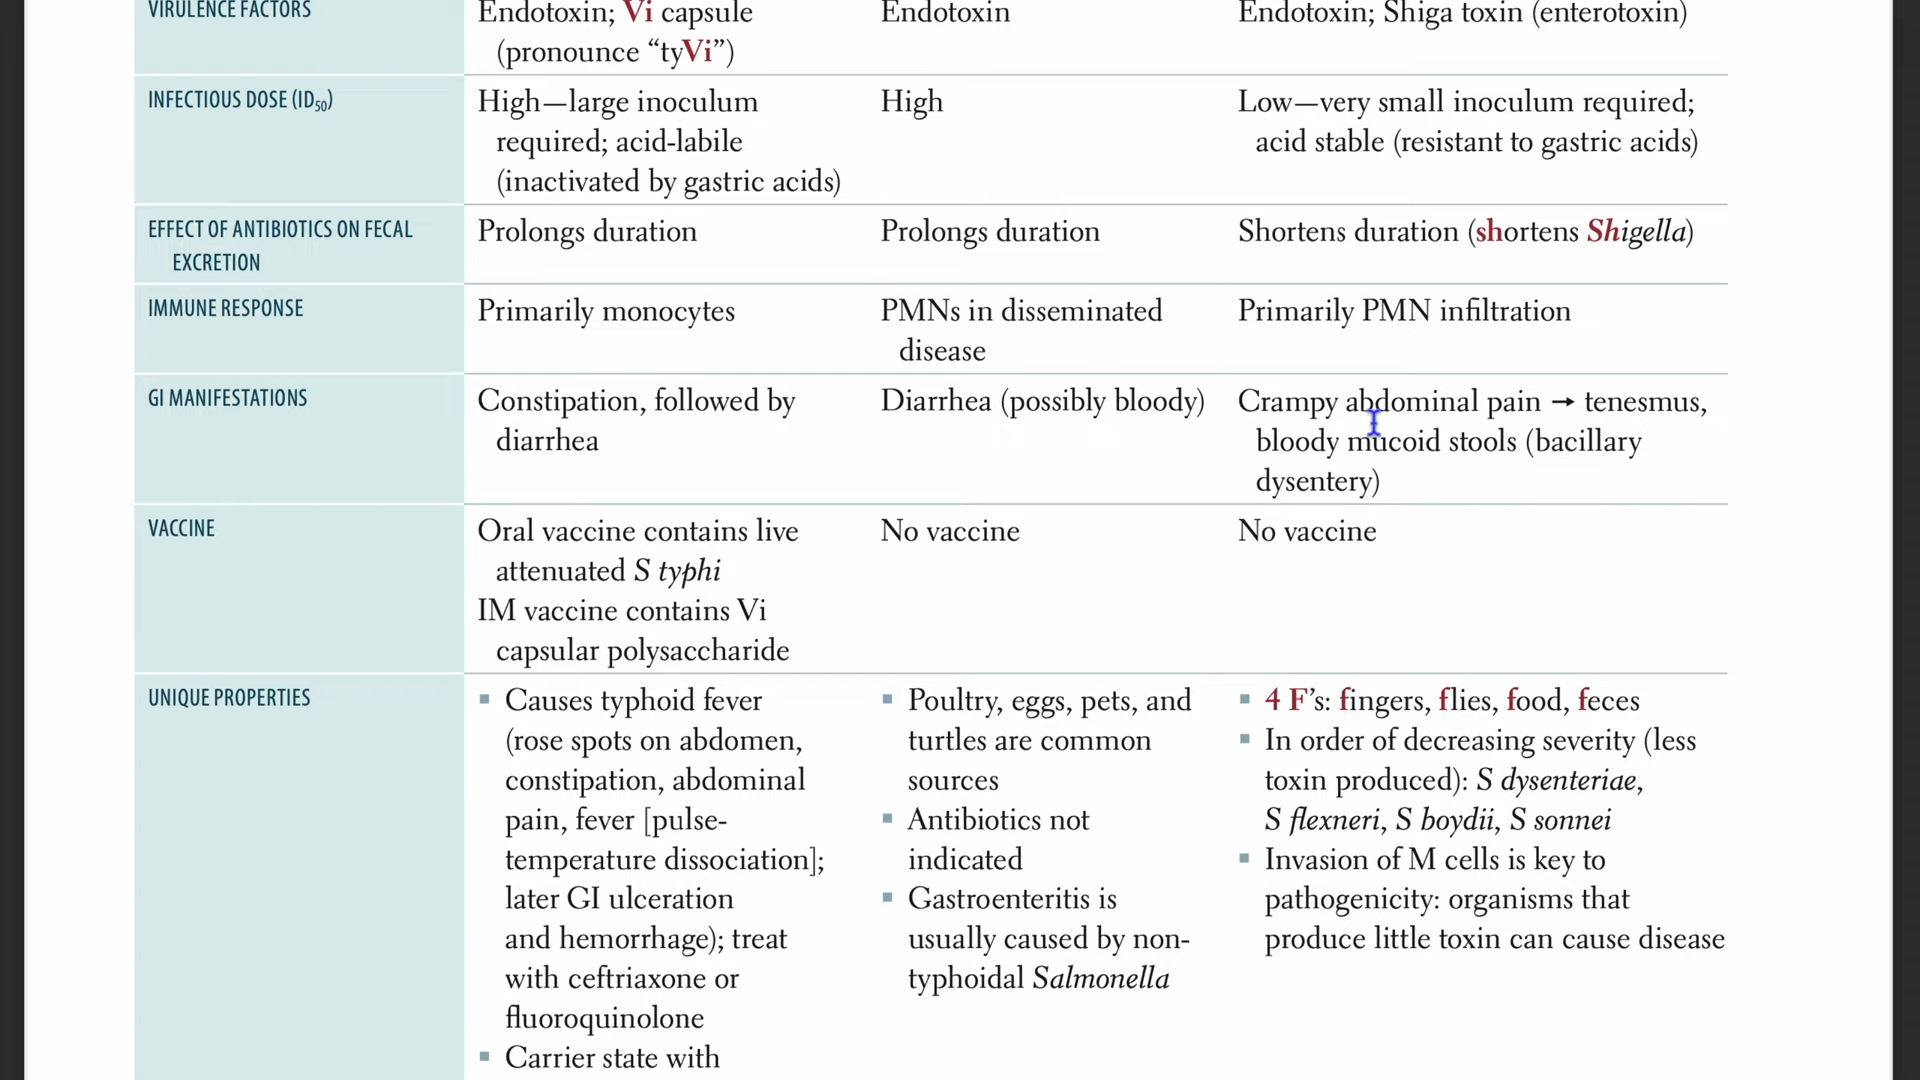 VIRULENCE FACTORS
Endotoxin; Vi capsule
(pronounce “tyVi”)
Endotoxin
Endotoxin; Shiga toxin (enterotoxin)
INFECTIOUS DOSE (ID50)
High—large inoculum
required; acid-labile
(inactivated by gastric acids)
High
Low—very small inoculum required;
acid stable (resistant to gastric acids)
EFFECT OF ANTIBIOTICS ON FECAL
EXCRETION
Prolongs duration
Prolongs duration
Shortens duration (shortens Shigella)
IMMUNE RESPONSE
Primarily monocytes
PMNs in disseminated
disease
Primarily PMN infiltration
GI MANIFESTATIONS
Constipation, followed by
diarrhea
Diarrhea (possibly bloody)
Crampy abdominal pain → tenesmus,
bloody mucoid stools (bacillary
dysentery)
VACCINE
Oral vaccine contains live
attenuated S typhi
IM vaccine contains Vi
capsular polysaccharide
No vaccine
No vaccine
UNIQUE PROPERTIES
▪ Causes typhoid fever
(rose spots on abdomen,
constipation, abdominal
pain, fever [pulse-
temperature dissociation];
later GI ulceration
and hemorrhage); treat
with ceftriaxone or
fluoroquinolone
▪ Carrier state with
▪ Poultry, eggs, pets, and
turtles are common
sources
▪ Antibiotics not
indicated
▪ Gastroenteritis is
usually caused by non-
typhoidal Salmonella
▪ 4 F’s: fingers, flies, food, feces
▪ In order of decreasing severity (less
toxin produced): S dysenteriae,
S flexneri, S boydii, S sonnei
▪ Invasion of M cells is key to
pathogenicity: organisms that
produce little toxin can cause disease